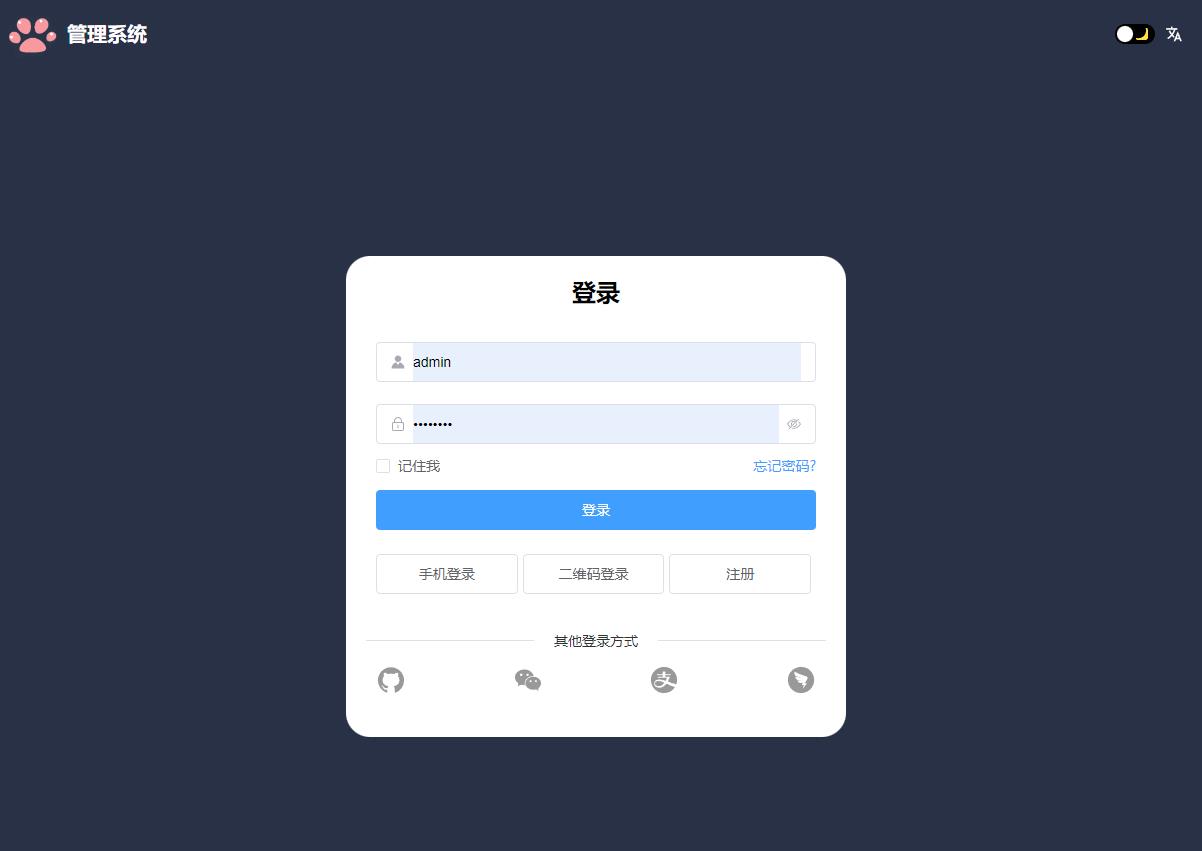 管理系统
登录
admin
••••••••
记住我 忘记密码?
登录
手机登录 二维码登录 注册
其他登录方式